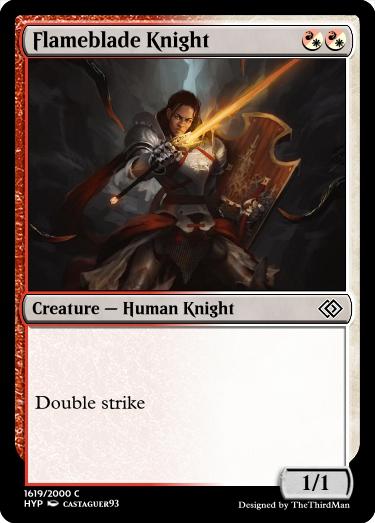 Flameblade Knight
Creature — Human Knight
Double strike
1/1
1619/2000 C
HYP CASTAGUER93
Designed by TheThirdMan